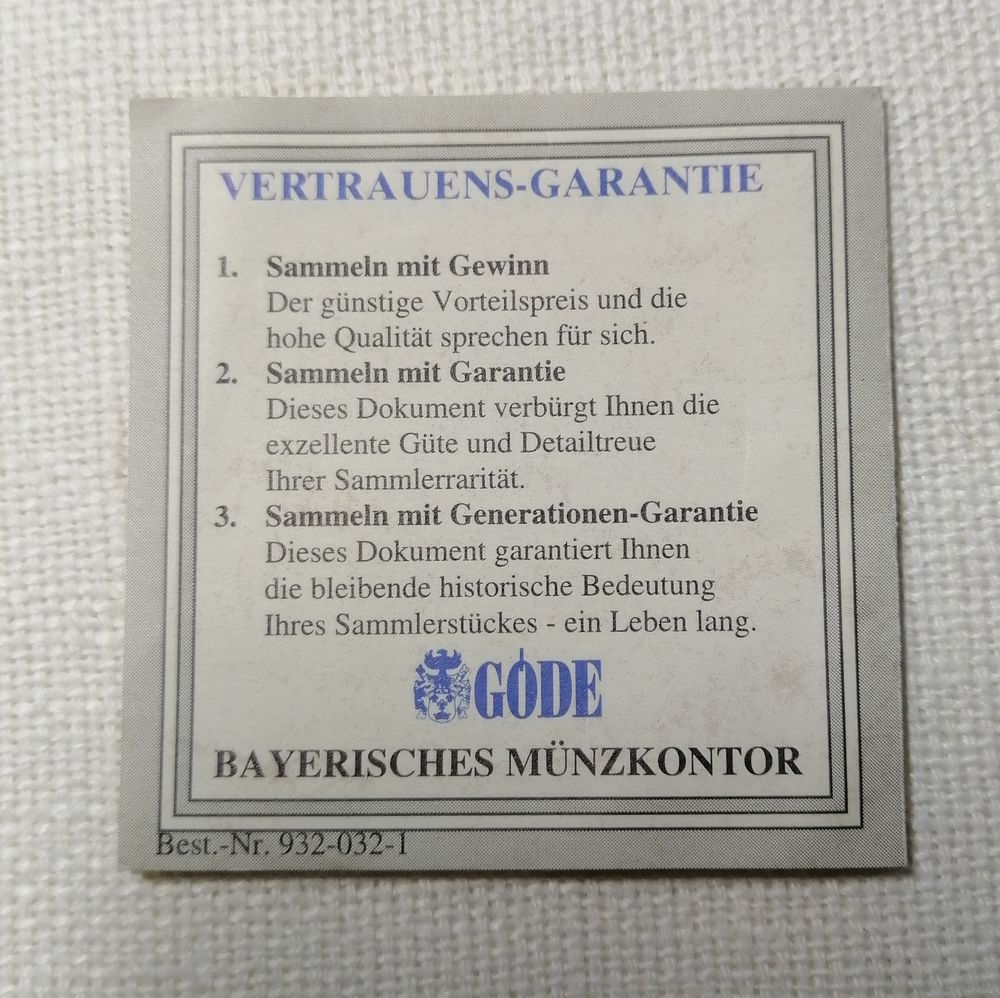 VERTRAUENS-GARANTIE
1. Sammeln mit Gewinn
Der günstige Vorteilspreis und die
hohe Qualität sprechen für sich.
2. Sammeln mit Garantie
Dieses Dokument verbürgt Ihnen die
exzellente Güte und Detailtreue
Ihrer Sammlerrarität.
3. Sammeln mit Generationen-Garantie
Dieses Dokument garantiert Ihnen
die bleibende historische Bedeutung
Ihres Sammlerstückes - ein Leben lang.
GÖDE
BAYERISCHES MÜNZKONTOR
Best.-Nr. 932-032-1